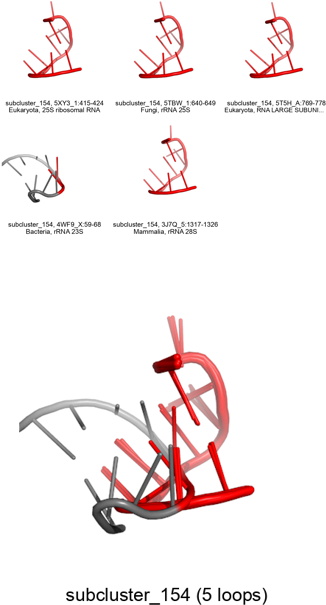 subcluster_154, 5XY3_1:415-424
Eukaryota, 25S ribosomal RNA
subcluster_154, 5TBW_1:640-649
Fungi, rRNA 25S
subcluster_154, 5T5H_A:769-778
Eukaryota, RNA LARGE SUBUNI...
subcluster_154, 4WF9_X:59-68
Bacteria, rRNA 23S
subcluster_154, 3J7Q_5:1317-1326
Mammalia, rRNA 28S
subcluster_154 (5 loops)